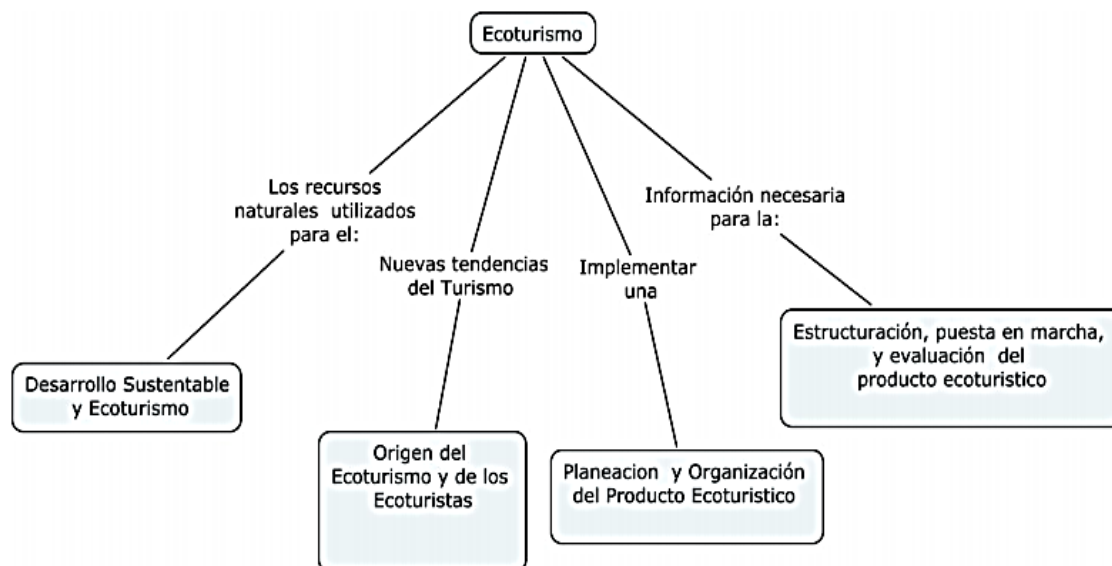 Ecoturismo
Los recursos
naturales utilizados
para el:
Desarrollo Sustentable
y Ecoturismo
Nuevas tendencias
del Turismo
Origen del
Ecoturismo y de los
Ecoturistas
Implementar
una
Planeacion y Organización
del Producto Ecoturistico
Información necesaria
para la:
Estructuración, puesta en marcha,
y evaluación del
producto ecoturistico